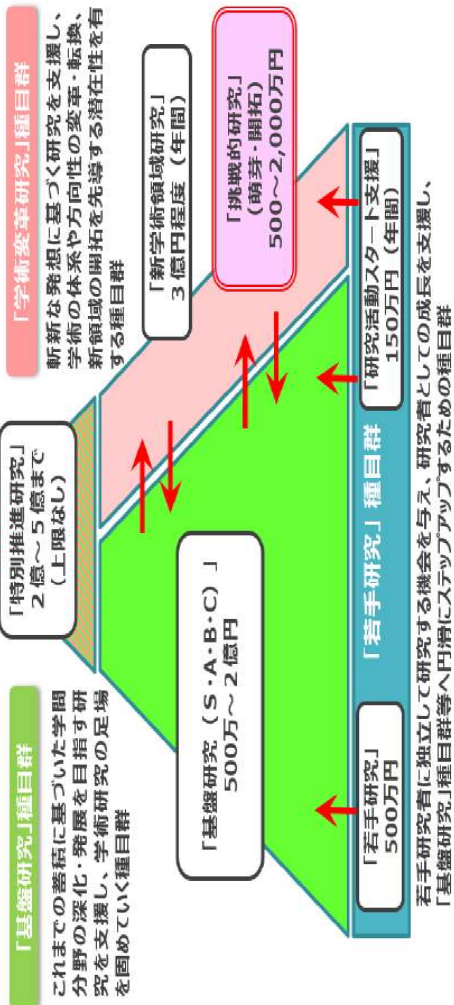 「基盤研究」種目群
これまでの蓄積に基づいた学問
分野の深化・発展を目指す研
究を支援し、学術研究の足場
を固めていく種目群
「特別推進研究」
2億~5億まで
(上限なし)
「学術変革研究」種目群
斬新な発想に基づく研究を支援し、
学術の体系や方向性の変革・転換、
新領域の開拓を先導する潜在性を有
する種目群
「新学術領域研究」
3億円程度(年間)
「挑戦的研究」
(萌芽・開拓)
500~2,000万円
「基盤研究(S・A・B・C)」
500万~2億円
「若手研究」
500万円
「若手研究」種目群
「研究活動スタート支援」
150万円(年間)
若手研究者に独立して研究する機会を与え、研究者としての成長を支援し、
「基盤研究」種目群等へ円滑にステップアップするための種目群